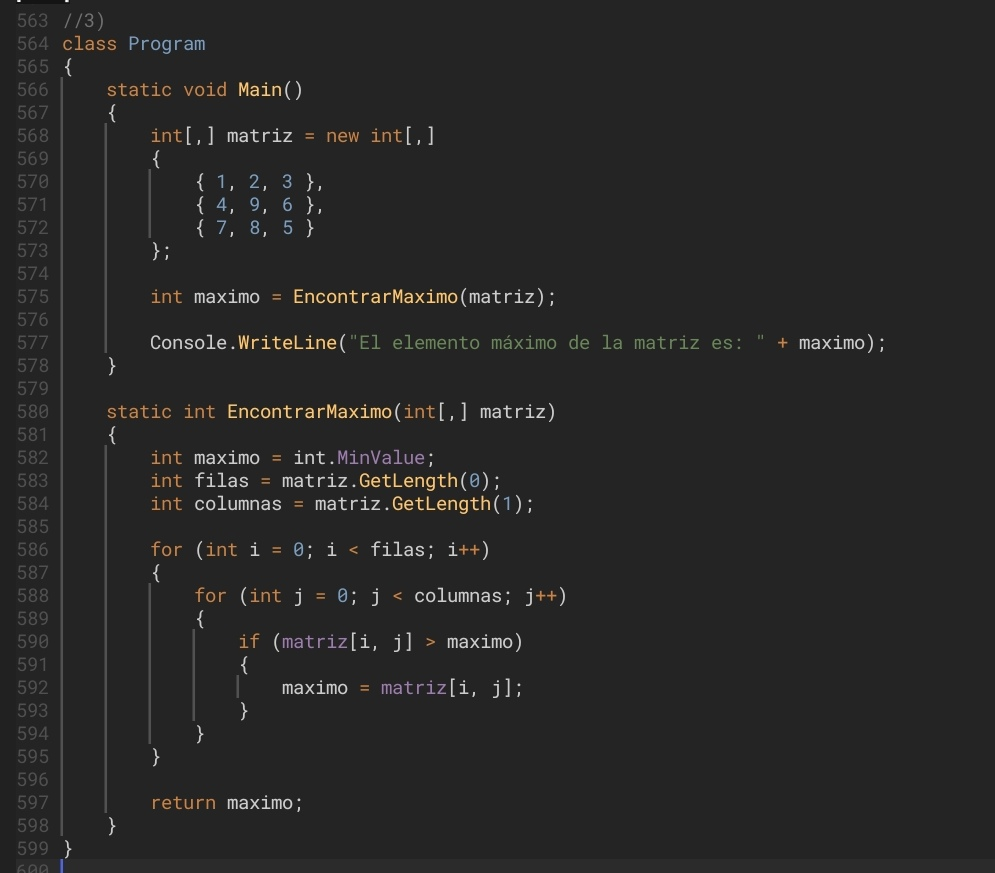 563 //3)
564 class Program
565 {
566     static void Main()
567     {
568         int[,] matriz = new int[,]
569         {
570             { 1, 2, 3 },
571             { 4, 9, 6 },
572             { 7, 8, 5 }
573         };
574
575         int maximo = EncontrarMaximo(matriz);
576
577         Console.WriteLine("El elemento máximo de la matriz es: " + maximo);
578     }
579
580     static int EncontrarMaximo(int[,] matriz)
581     {
582         int maximo = int.MinValue;
583         int filas = matriz.GetLength(0);
584         int columnas = matriz.GetLength(1);
585
586         for (int i = 0; i < filas; i++)
587         {
588             for (int j = 0; j < columnas; j++)
589             {
590                 if (matriz[i, j] > maximo)
591                 {
592                     maximo = matriz[i, j];
593                 }
594             }
595         }
596
597         return maximo;
598     }
599 }
600